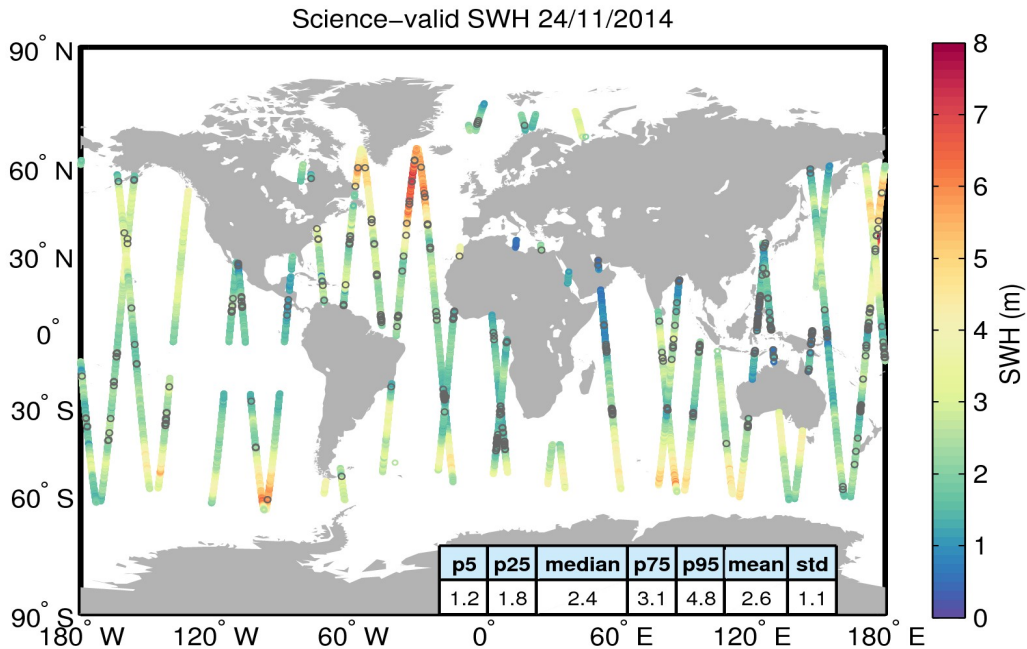 Science–valid SWH 24/11/2014
90° N
60° N
30° N
0°
30° S
60° S
90° S
180° W
120° W
60° W
0°
60° E
120° E
180° E
p5 p25 median p75 p95 mean std
1.2 1.8 2.4 3.1 4.8 2.6 1.1
8
7
6
5
4
3
2
1
0
SWH (m)